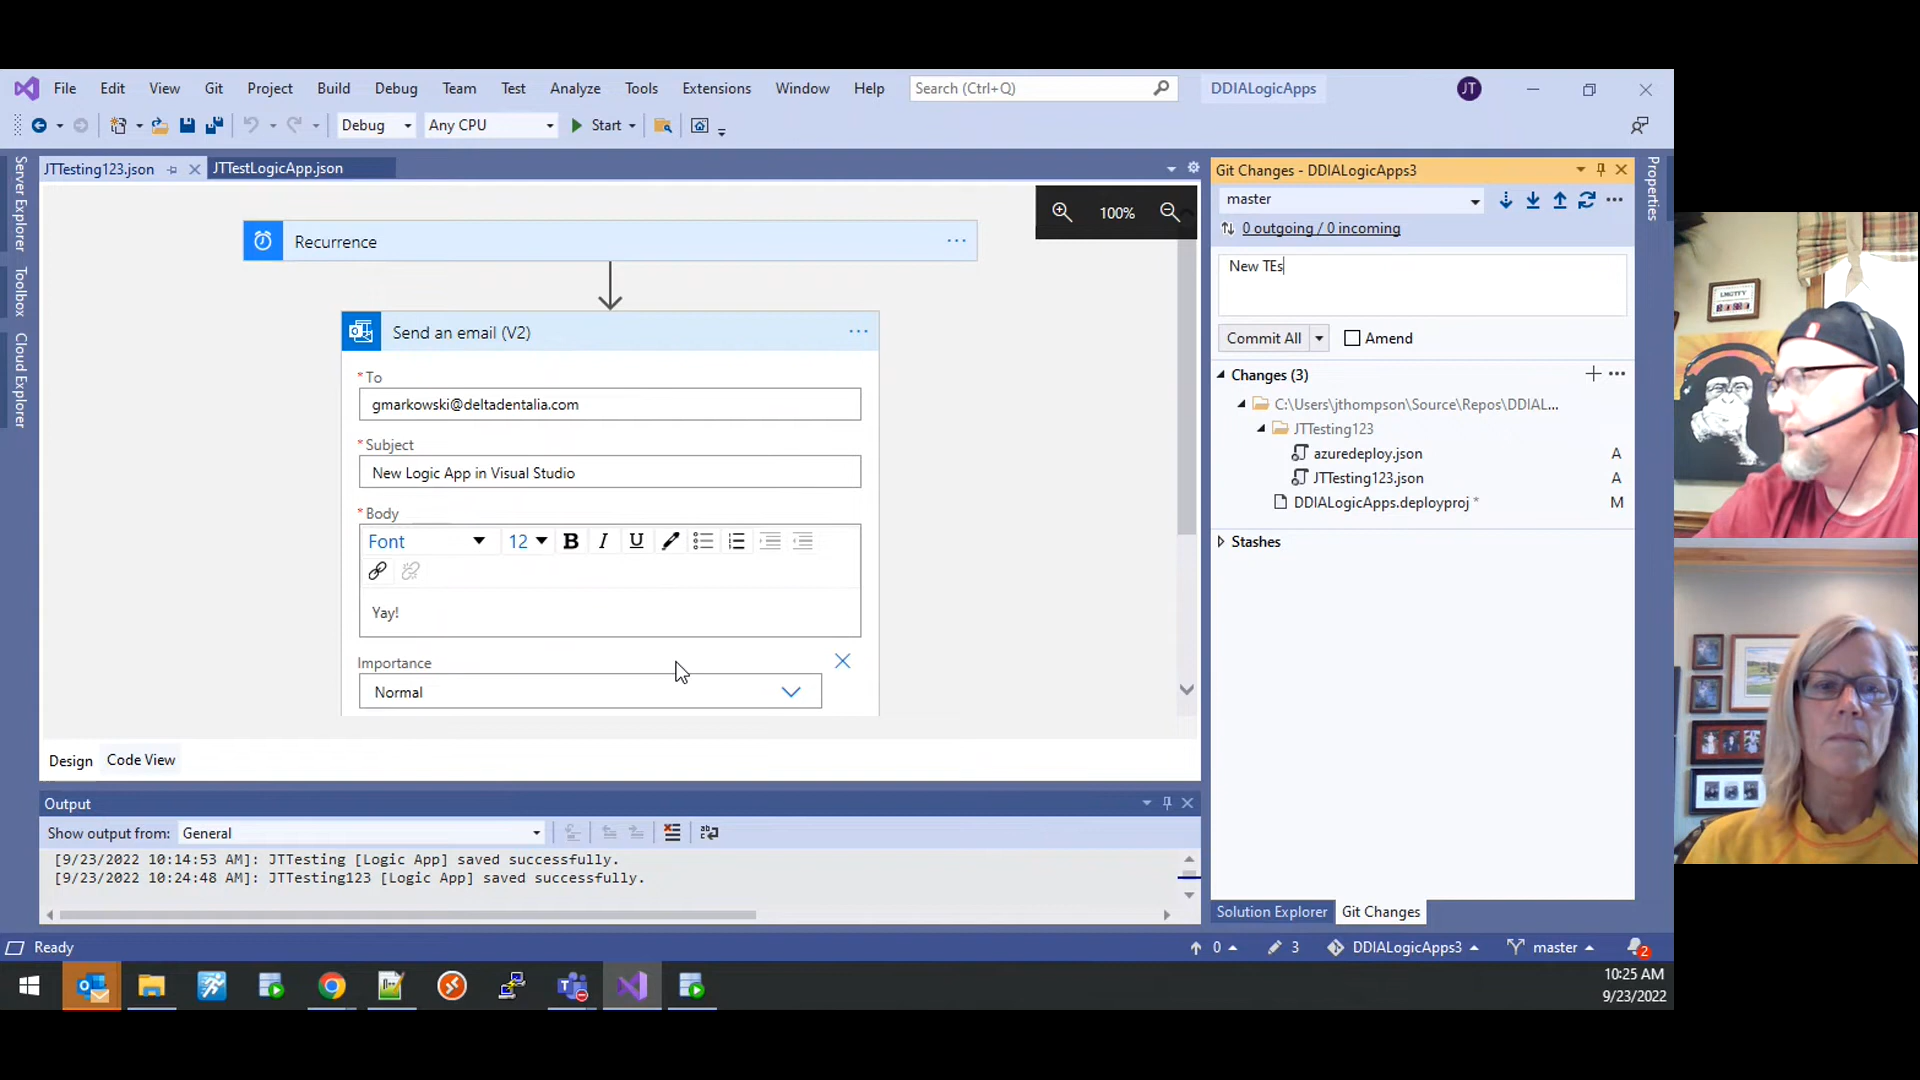 File Edit View Git Project Build Debug Team Test Analyze Tools Extensions Window Help Search (Ctrl+Q) DDIALogicApps JT
Debug Any CPU Start
Server Explorer
Toolbox
Cloud Explorer
JTTesting123.json JTTestLogicApp.json
100%
Recurrence
Send an email (V2)
*To
gmarkowski@deltadentalia.com
*Subject
New Logic App in Visual Studio
*Body
Font 12 B I U
Yay!
Importance
Normal
Design Code View
Output
Show output from: General
[9/23/2022 10:14:53 AM]: JTTesting [Logic App] saved successfully.
[9/23/2022 10:24:48 AM]: JTTesting123 [Logic App] saved successfully.
Git Changes - DDIALogicApps3
master
0 outgoing / 0 incoming
New TEs
Commit All Amend
Changes (3)
C:\Users\jthompson\Source\Repos\DDIAL...
JTTesting123
azuredeploy.json A
JTTesting123.json A
DDIALogicApps.deployproj * M
Stashes
Solution Explorer Git Changes
Properties
Ready 0 3 DDIALogicApps3 master 2
10:25 AM
9/23/2022
LMGTFY